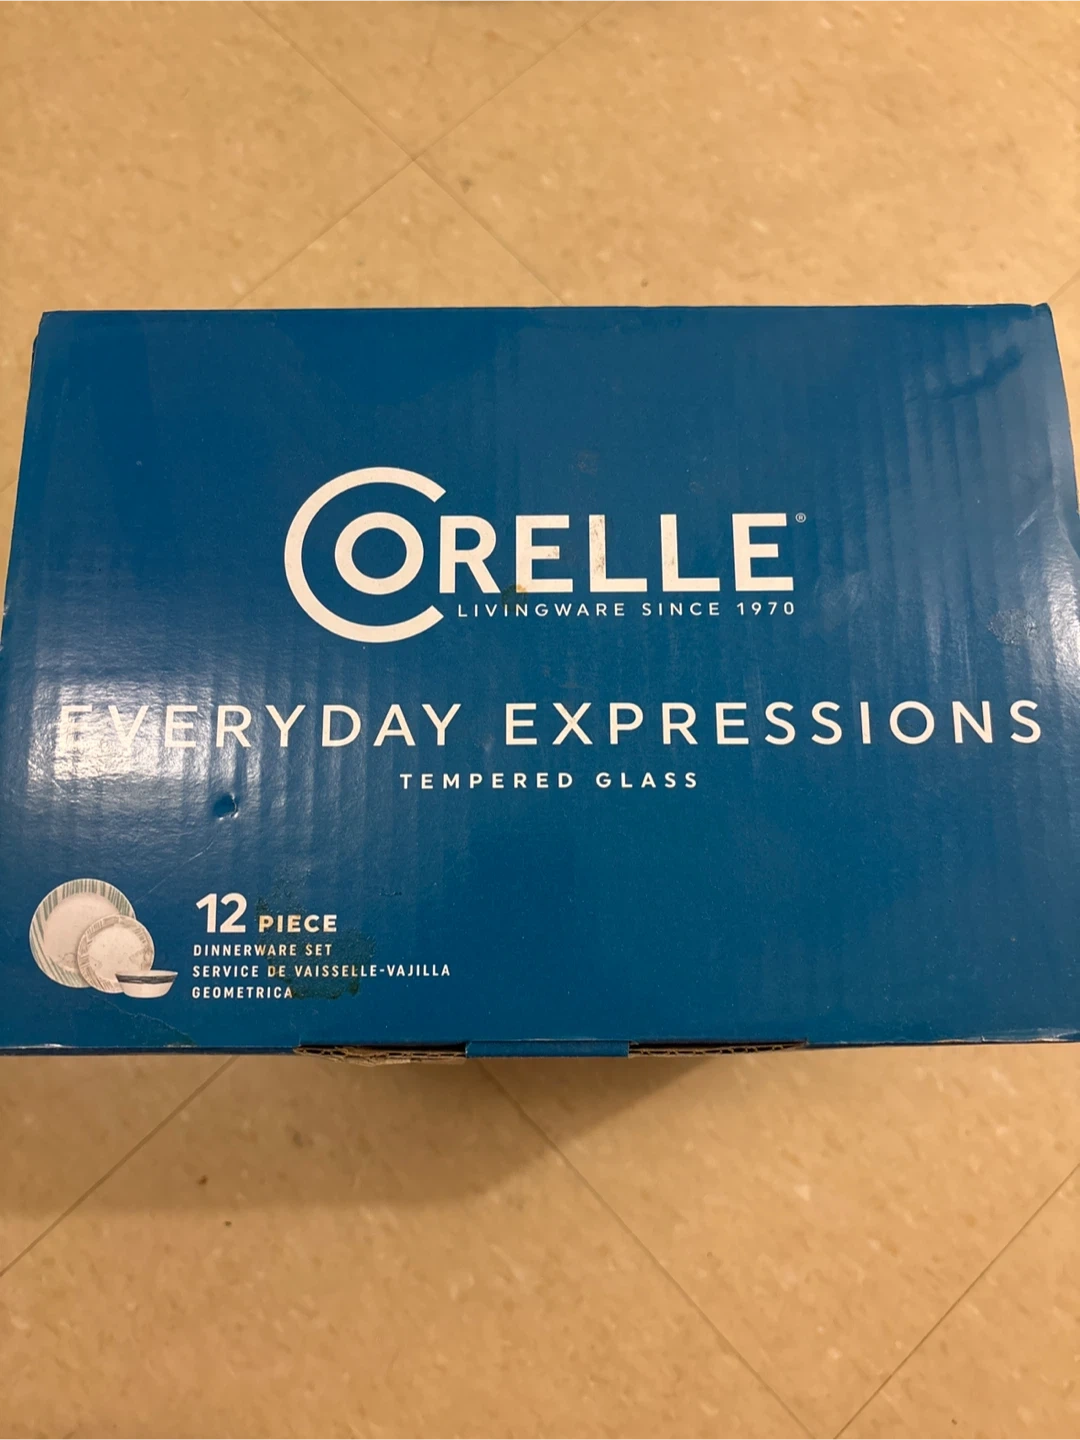 CORELLE®
LIVINGWARE SINCE 1970
EVERYDAY EXPRESSIONS
TEMPERED GLASS
12 PIECE
DINNERWARE SET
SERVICE DE VAISSELLE-VAJILLA
GEOMETRICA